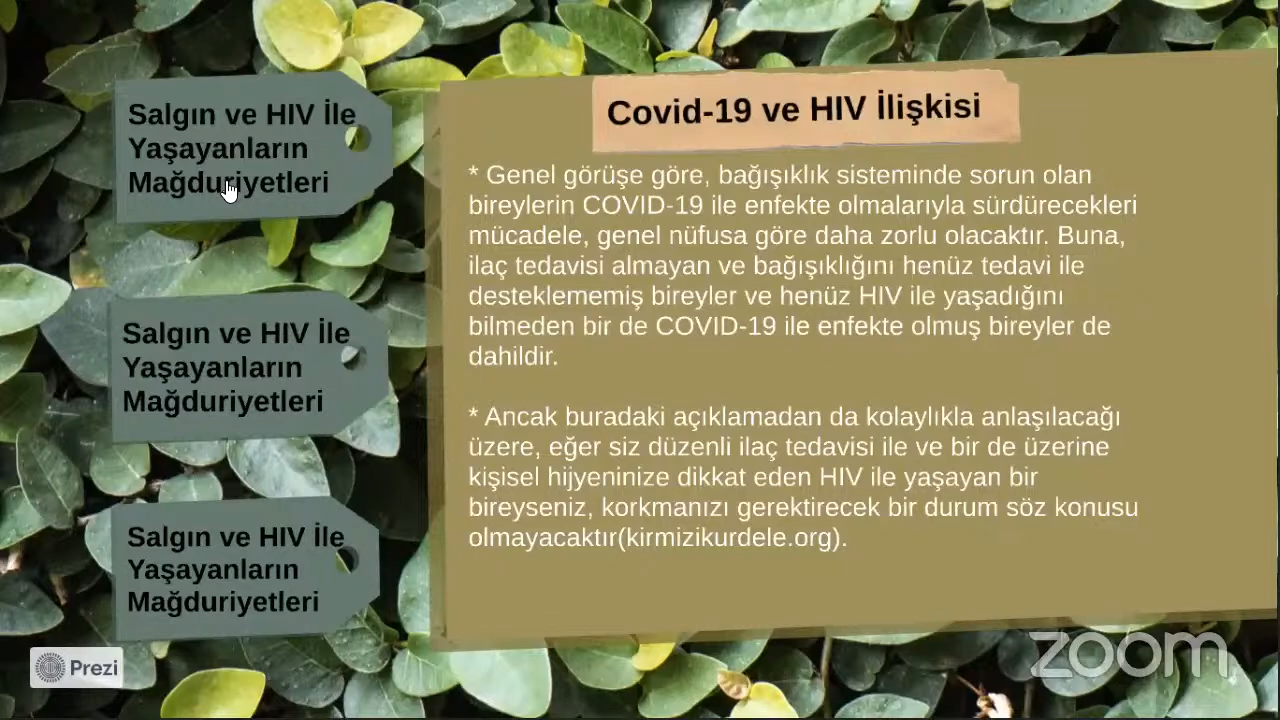 Salgın ve HIV İle
Yaşayanların
Mağduriyetleri
Salgın ve HIV İle
Yaşayanların
Mağduriyetleri
Salgın ve HIV İle
Yaşayanların
Mağduriyetleri
Covid-19 ve HIV İlişkisi
* Genel görüşe göre, bağışıklık sisteminde sorun olan
bireylerin COVID-19 ile enfekte olmalarıyla sürdürecekleri
mücadele, genel nüfusa göre daha zorlu olacaktır. Buna,
ilaç tedavisi almayan ve bağışıklığını henüz tedavi ile
desteklememiş bireyler ve henüz HIV ile yaşadığını
bilmeden bir de COVID-19 ile enfekte olmuş bireyler de
dahildir.
* Ancak buradaki açıklamadan da kolaylıkla anlaşılacağı
üzere, eğer siz düzenli ilaç tedavisi ile ve bir de üzerine
kişisel hijyeninize dikkat eden HIV ile yaşayan bir
bireyseniz, korkmanızı gerektirecek bir durum söz konusu
olmayacaktır(kirmizikurdele.org).
Prezi
zoom